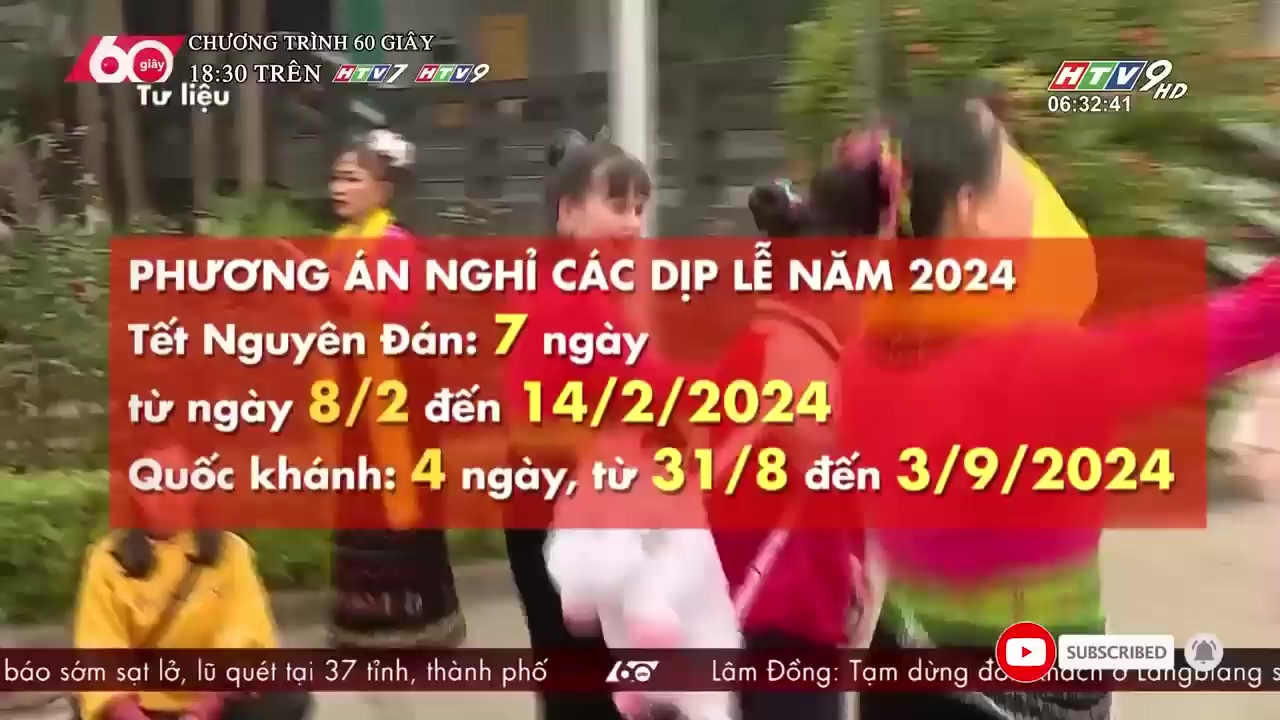 60 giây
CHƯƠNG TRÌNH 60 GIÂY
18:30 TRÊN HTV7 HTV9
Tư liệu
HTV9 HD
06:32:41
PHƯƠNG ÁN NGHỈ CÁC DỊP LỄ NĂM 2024
Tết Nguyên Đán: 7 ngày
từ ngày 8/2 đến 14/2/2024
Quốc khánh: 4 ngày, từ 31/8 đến 3/9/2024
báo sớm sạt lở, lũ quét tại 37 tỉnh, thành phố 60 giây Lâm Đồng: Tạm dừng khách ở Langbiang s
SUBSCRIBED